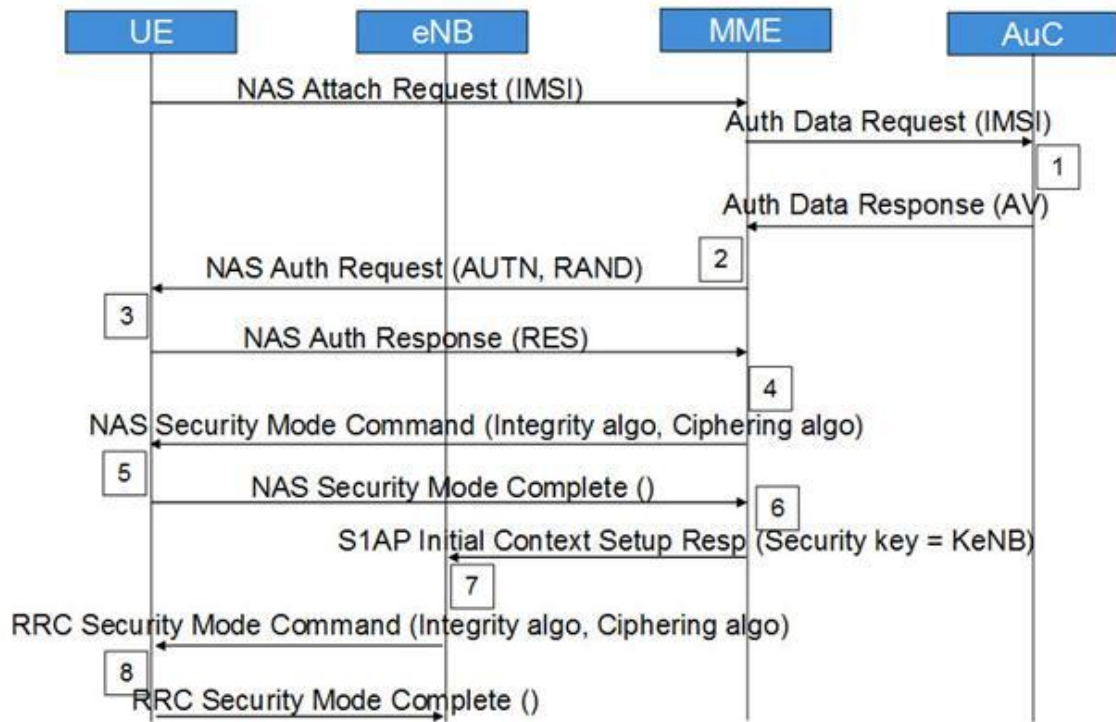 UE eNB MME AuC
NAS Attach Request (IMSI)
Auth Data Request (IMSI)
1
Auth Data Response (AV)
2
NAS Auth Request (AUTN, RAND)
3
NAS Auth Response (RES)
4
NAS Security Mode Command (Integrity algo, Ciphering algo)
5
NAS Security Mode Complete ()
6
S1AP Initial Context Setup Resp (Security key = KeNB)
7
RRC Security Mode Command (Integrity algo, Ciphering algo)
8
RRC Security Mode Complete ()